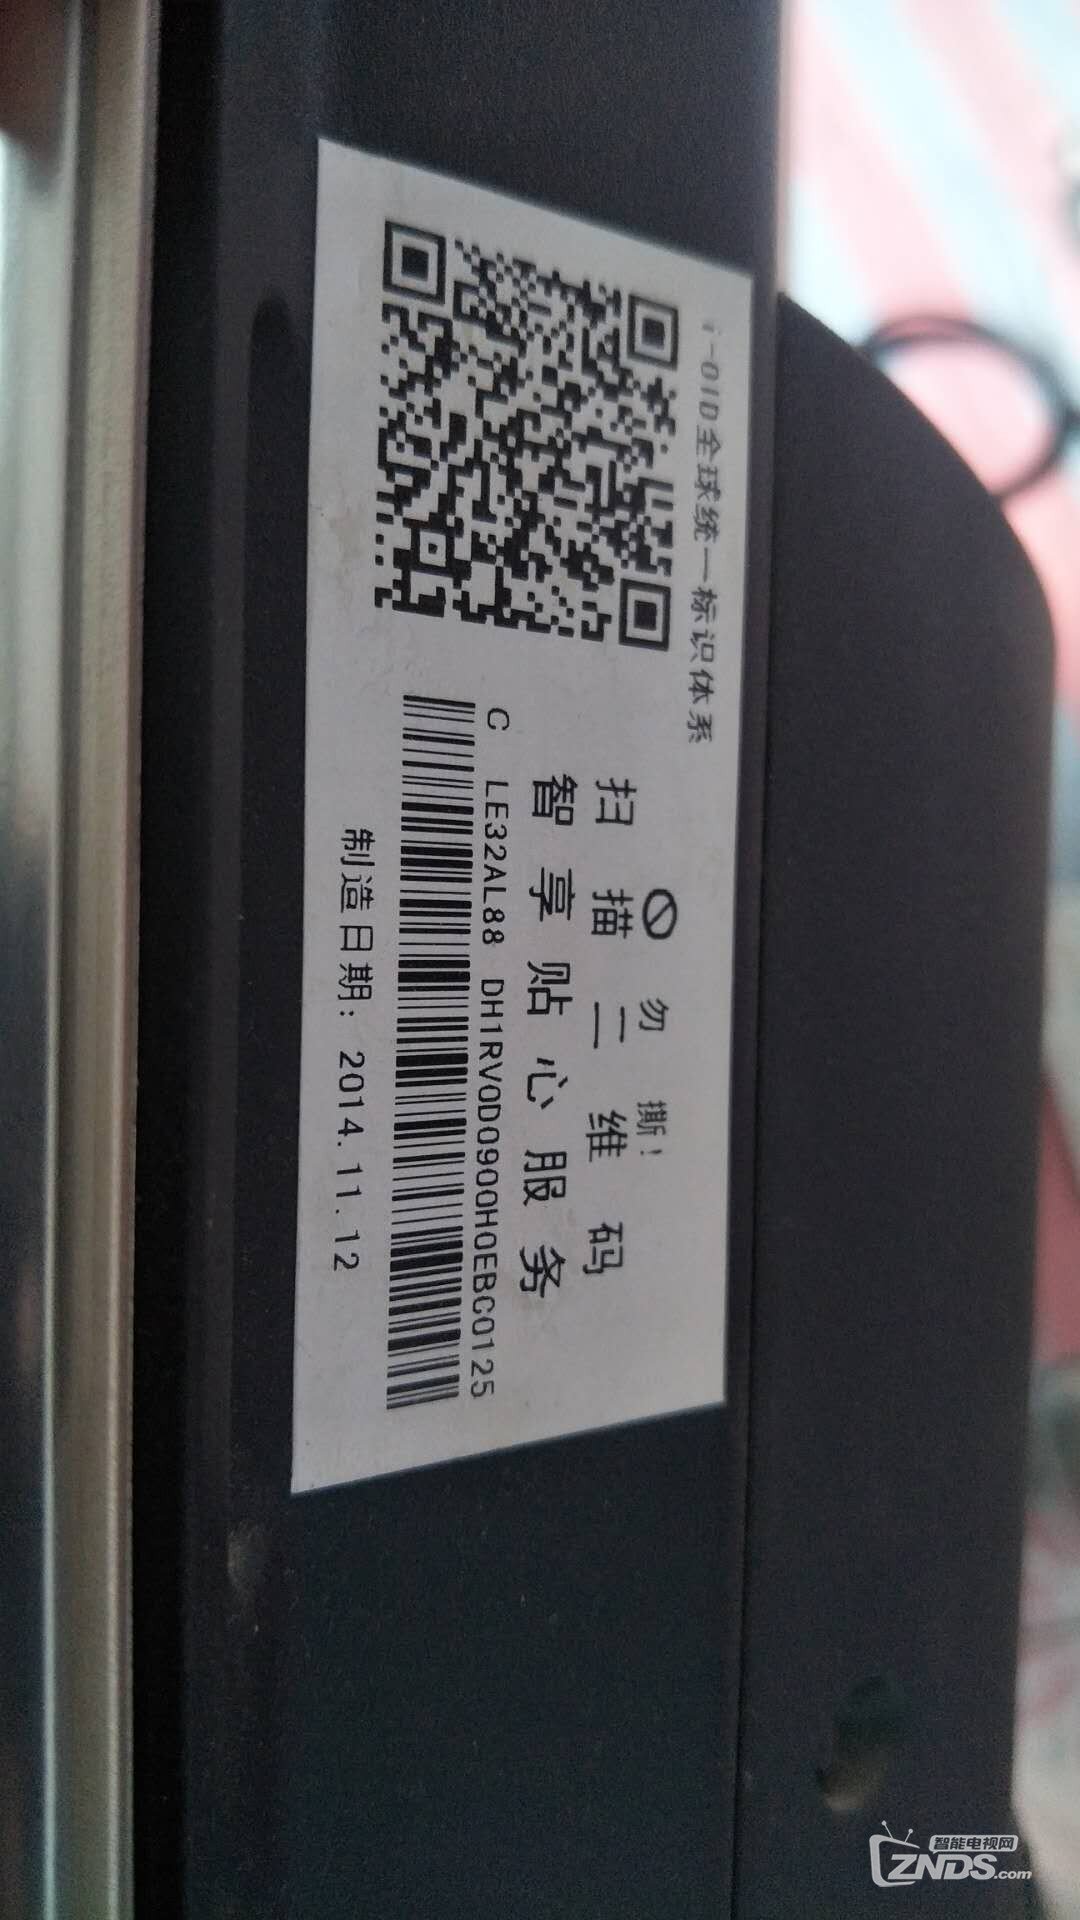 i-OID全球统一标识体系
勿撕!
扫描二维码
智享贴心服务
C LE32AL88 DH1RV0D0900H0EBC0125
制造日期: 2014.11.12
智能电视网
ZNDS.com